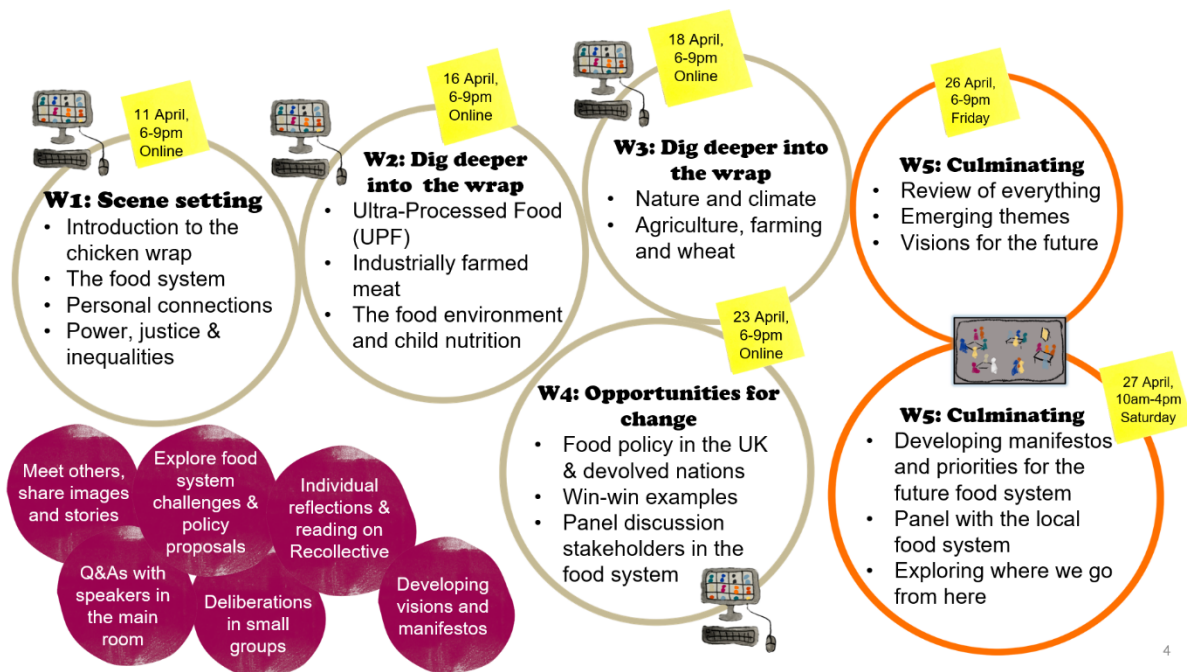 11 April,
6-9pm
Online
W1: Scene setting
• Introduction to the
chicken wrap
• The food system
• Personal connections
• Power, justice &
inequalities
16 April,
6-9pm
Online
W2: Dig deeper
into the wrap
• Ultra-Processed Food
(UPF)
• Industrially farmed
meat
• The food environment
and child nutrition
18 April,
6-9pm
Online
W3: Dig deeper into
the wrap
• Nature and climate
• Agriculture, farming
and wheat
23 April,
6-9pm
Online
W4: Opportunities for
change
• Food policy in the UK
& devolved nations
• Win-win examples
• Panel discussion
stakeholders in the
food system
26 April,
6-9pm
Friday
W5: Culminating
• Review of everything
• Emerging themes
• Visions for the future
27 April,
10am-4pm
Saturday
W5: Culminating
• Developing manifestos
and priorities for the
future food system
• Panel with the local
food system
• Exploring where we go
from here
Meet others,
share images
and stories
Explore food
system
challenges &
policy
proposals
Individual
reflections &
reading on
Recollective
Q&As with
speakers in
the main
room
Deliberations
in small
groups
Developing
visions and
manifestos
4